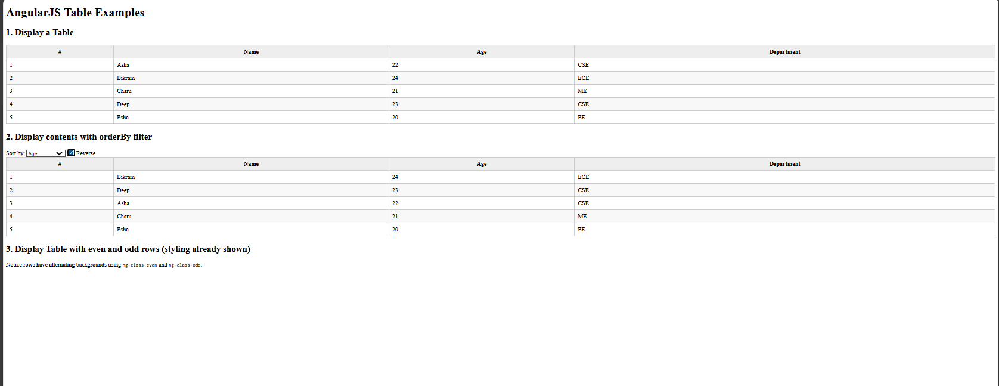 AngularJS Table Examples
1. Display a Table
# Name Age Department
1 Asha 22 CSE
2 Bikram 24 ECE
3 Charu 21 ME
4 Deep 23 CSE
5 Esha 20 EE
2. Display contents with orderBy filter
Sort by: Age Reverse
# Name Age Department
1 Bikram 24 ECE
2 Deep 23 CSE
3 Asha 22 CSE
4 Charu 21 ME
5 Esha 20 EE
3. Display Table with even and odd rows (styling already shown)
Notice rows have alternating backgrounds using ng-class-even and ng-class-odd.